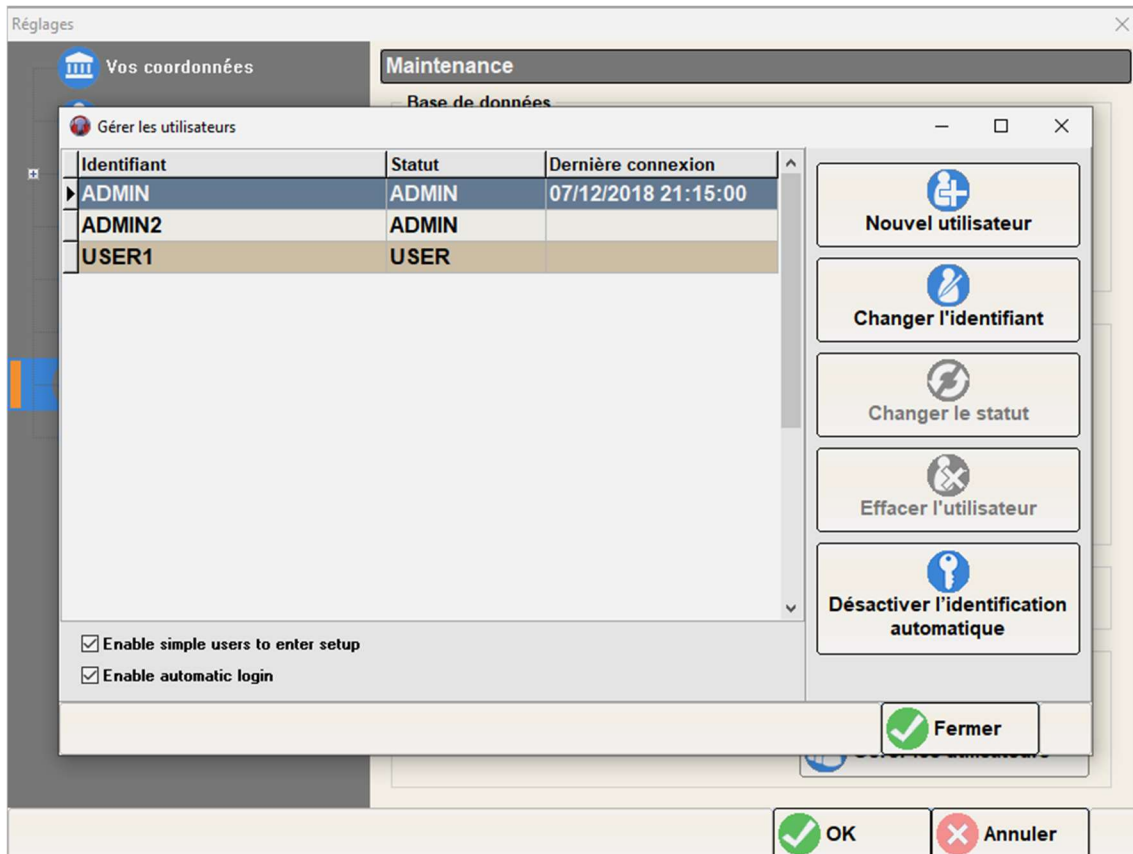 Réglages
Vos coordonnées
Maintenance
Base de données
Gérer les utilisateurs
Identifiant Statut Dernière connexion
ADMIN ADMIN 07/12/2018 21:15:00
ADMIN2 ADMIN
USER1 USER
Nouvel utilisateur
Changer l'identifiant
Changer le statut
Effacer l'utilisateur
Désactiver l'identification
automatique
Enable simple users to enter setup
Enable automatic login
Fermer
OK
Annuler